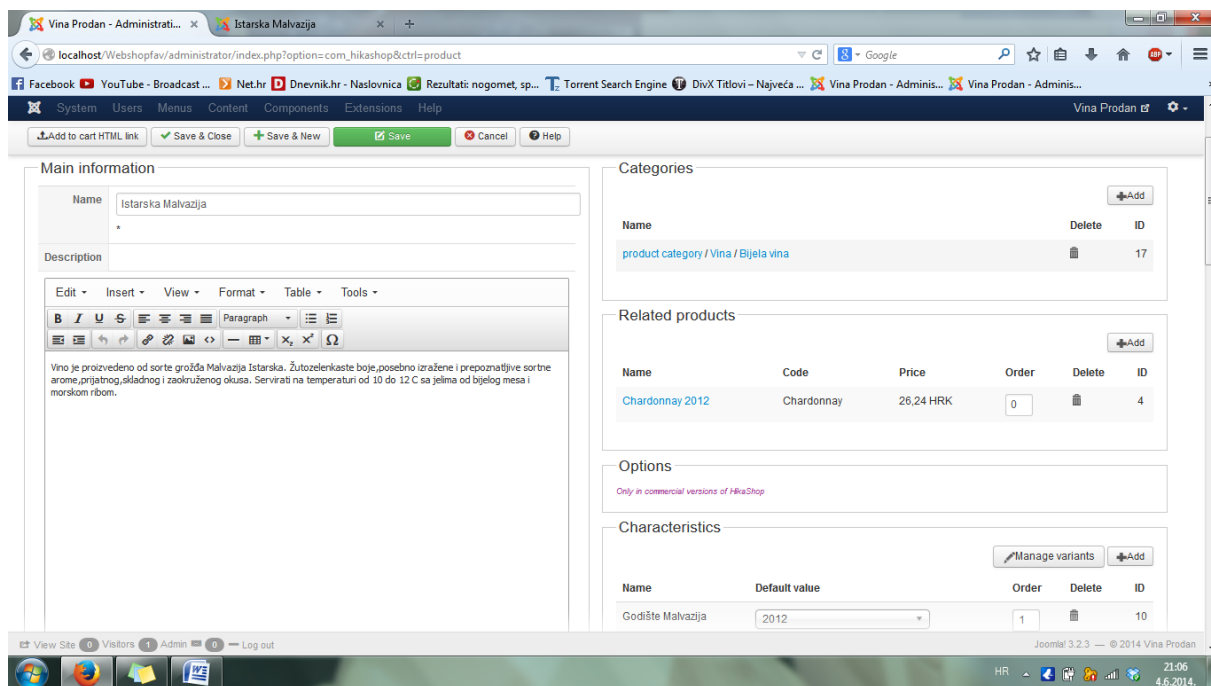 Vina Prodan - Administrati... × Istarska Malvazija × +
localhost/Webshopfav/administrator/index.php?option=com_hikashop&ctrl=product Google
Facebook YouTube - Broadcast ... Net.hr Dnevnik.hr - Naslovnica Rezultati: nogomet, sp... Torrent Search Engine DivX Titlovi – Najveća ... Vina Prodan - Adminis... Vina Prodan - Adminis...
System Users Menus Content Components Extensions Help Vina Prodan
Add to cart HTML link Save & Close Save & New Save Cancel Help
Main information
Name Istarska Malvazija
*
Description
Edit Insert View Format Table Tools
B I U S Paragraph
Vino je proizvedeno od sorte grožđa Malvazija Istarska. Žutozelenkaste boje,posebno izražene i prepoznatljive sortne
arome,prijatnog,skladnog i zaokruženog okusa. Servirati na temperaturi od 10 do 12 C sa jelima od bijelog mesa i
morskom ribom.
Categories
Add
Name Delete ID
product category / Vina / Bijela vina 17
Related products
Add
Name Code Price Order Delete ID
Chardonnay 2012 Chardonnay 26,24 HRK 0 4
Options
Only in commercial versions of HikaShop
Characteristics
Manage variants Add
Name Default value Order Delete ID
Godište Malvazija 2012 1 10
View Site 0 Visitors 1 Admin 0 Log out Joomla! 3.2.3 — © 2014 Vina Prodan
HR 21:06
4.6.2014.